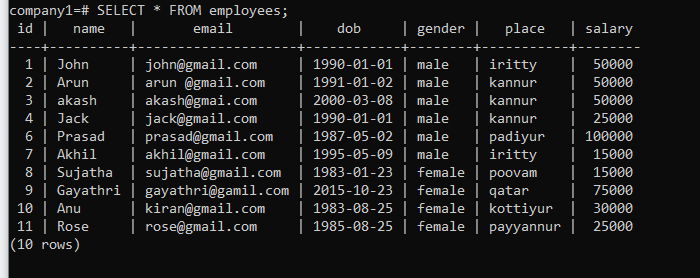 company1=# SELECT * FROM employees;
 id |   name   |       email        |    dob     | gender |   place   | salary
----+----------+--------------------+------------+--------+-----------+--------
  1 | John     | john@gmail.com     | 1990-01-01 | male   | iritty    |  50000
  2 | Arun     | arun @gmail.com    | 1991-01-02 | male   | kannur    |  50000
  3 | akash    | akash@gmai.com     | 2000-03-08 | male   | kannur    |  50000
  4 | Jack     | jack@gmail.com     | 1990-01-01 | male   | kannur    |  25000
  6 | Prasad   | prasad@gmail.com   | 1987-05-02 | male   | padiyur   | 100000
  7 | Akhil    | akhil@gmail.com    | 1995-05-09 | male   | iritty    |  15000
  8 | Sujatha  | sujatha@gmail.com  | 1983-01-23 | female | poovam    |  15000
  9 | Gayathri | gayathri@gamil.com | 2015-10-23 | female | qatar     |  75000
 10 | Anu      | kiran@gmail.com    | 1983-08-25 | female | kottiyur  |  30000
 11 | Rose     | rose@gmail.com     | 1985-08-25 | female | payyannur |  25000
(10 rows)